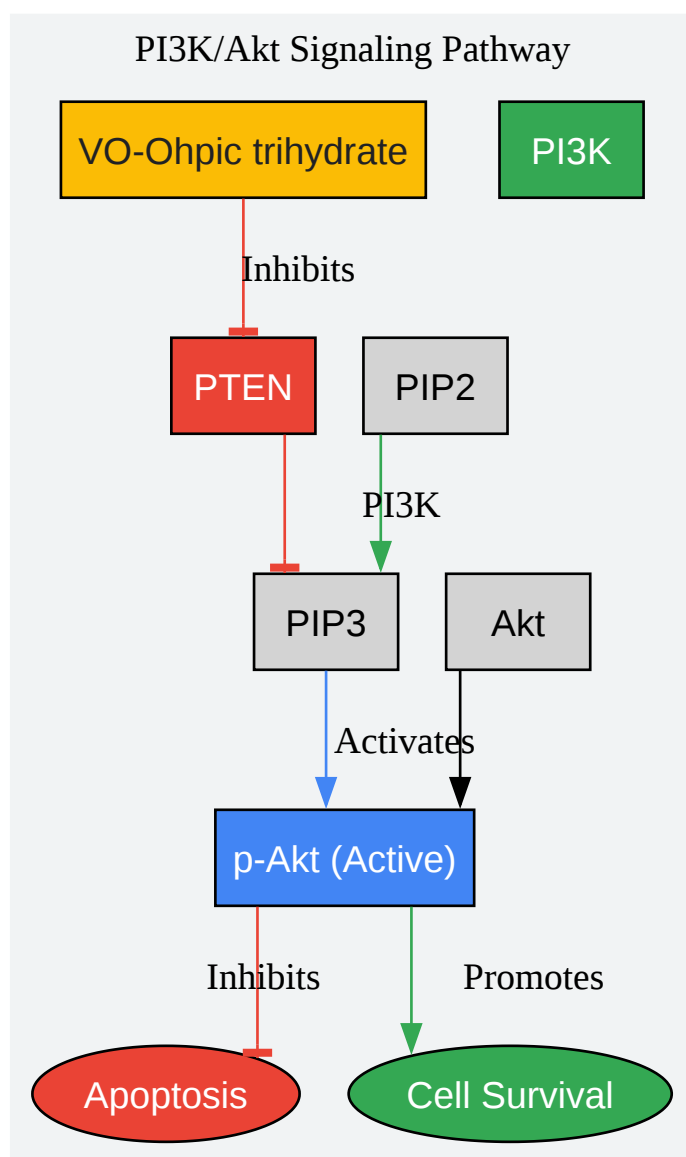 PI3K/Akt Signaling Pathway
VO-Ohpic trihydrate
PI3K
Inhibits
PTEN
PIP2
PI3K
PIP3
Akt
Activates
p-Akt (Active)
Inhibits
Promotes
Apoptosis
Cell Survival